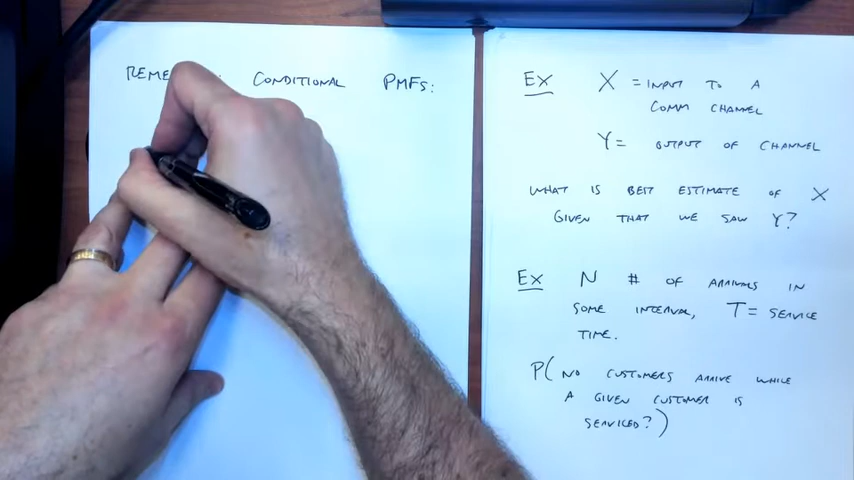 CONDITIONAL PMFS:
EX X = INPUT TO A
COMM CHANNEL
Y = OUTPUT OF CHANNEL
WHAT IS BEST ESTIMATE OF X
GIVEN THAT WE SAW Y?
EX N # OF ARRIVALS IN
SOME INTERVAL, T = SERVICE
TIME.
P( NO CUSTOMERS ARRIVE WHILE
A GIVEN CUSTOMER IS
SERVICED? )